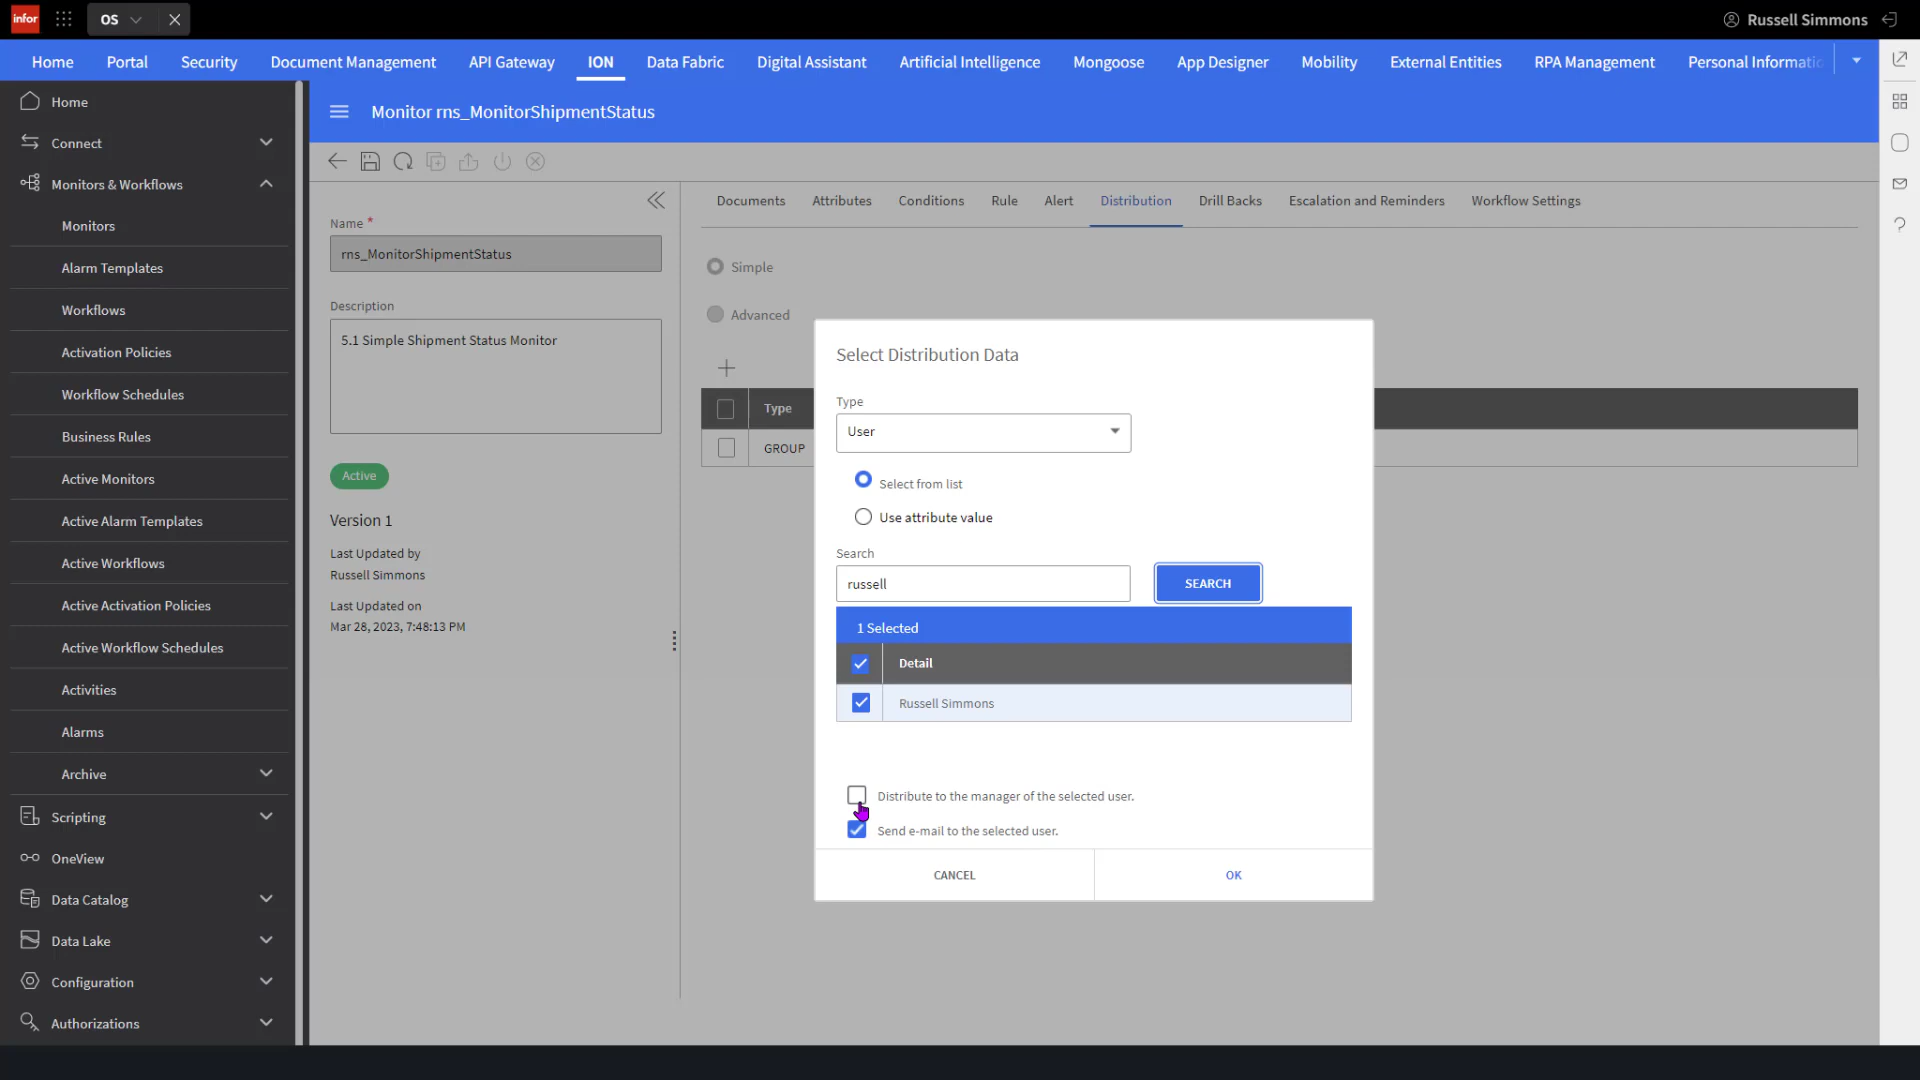 infor
OS
Russell Simmons
Home
Portal
Security
Document Management
API Gateway
ION
Data Fabric
Digital Assistant
Artificial Intelligence
Mongoose
App Designer
Mobility
External Entities
RPA Management
Personal Informatio
Home
Connect
Monitors & Workflows
Monitors
Alarm Templates
Workflows
Activation Policies
Workflow Schedules
Business Rules
Active Monitors
Active Alarm Templates
Active Workflows
Active Activation Policies
Active Workflow Schedules
Activities
Alarms
Archive
Scripting
OneView
Data Catalog
Data Lake
Configuration
Authorizations
Monitor rns_MonitorShipmentStatus
Name *
rns_MonitorShipmentStatus
Description
5.1 Simple Shipment Status Monitor
Active
Version 1
Last Updated by
Russell Simmons
Last Updated on
Mar 28, 2023, 7:48:13 PM
Documents
Attributes
Conditions
Rule
Alert
Distribution
Drill Backs
Escalation and Reminders
Workflow Settings
Simple
Advanced
Type
GROUP
Select Distribution Data
Type
User
Select from list
Use attribute value
Search
russell
SEARCH
1 Selected
Detail
Russell Simmons
Distribute to the manager of the selected user.
Send e-mail to the selected user.
CANCEL
OK